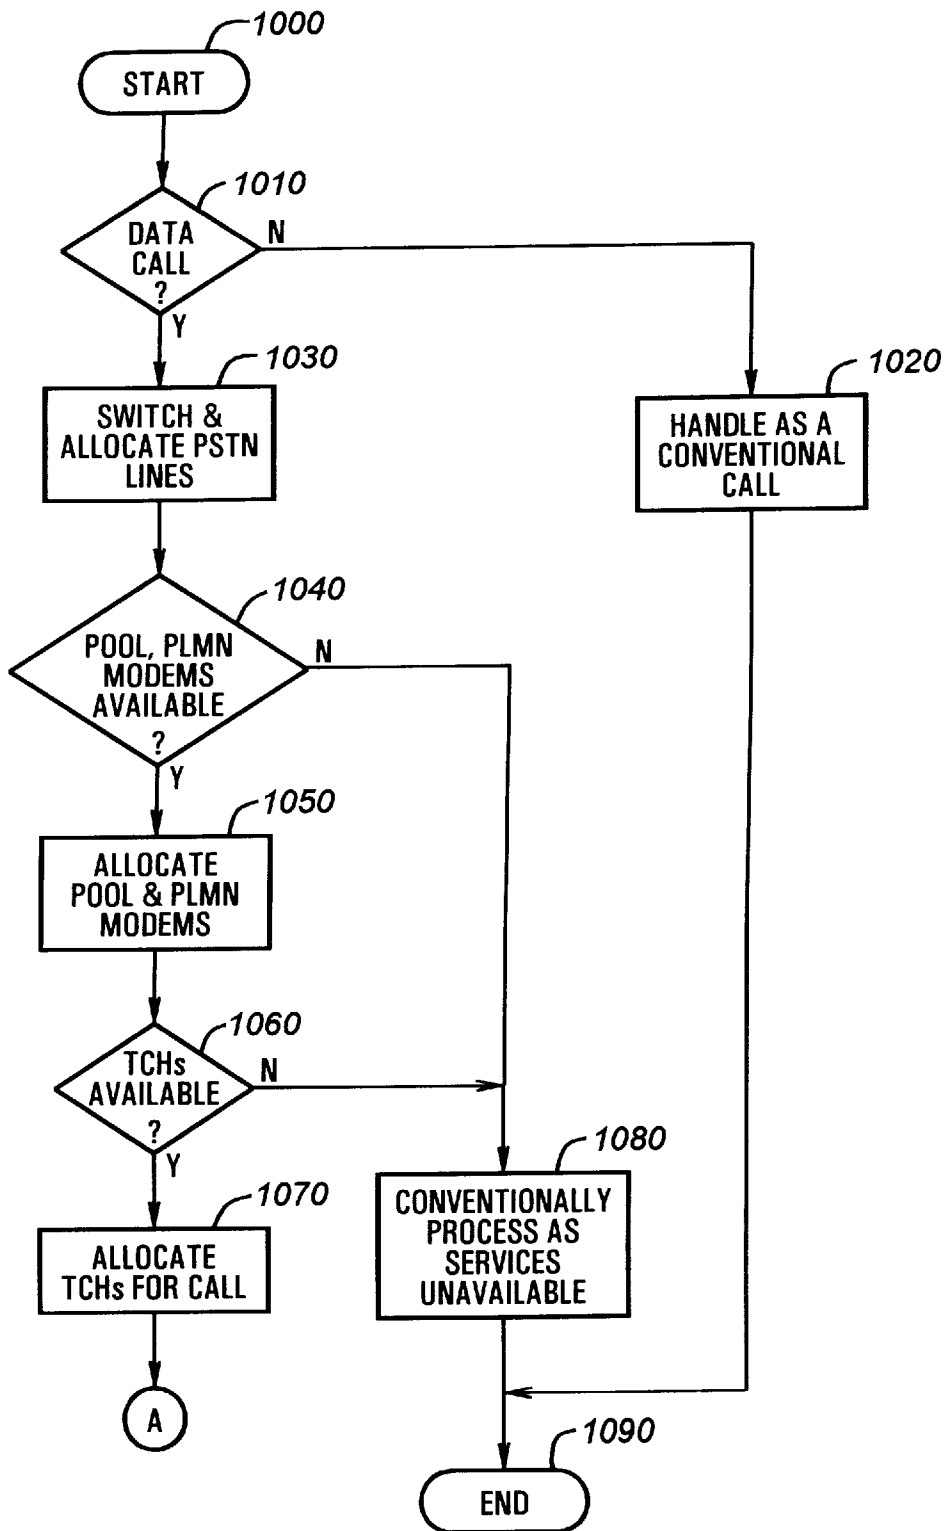 1000
START
1010
DATA
CALL
?
N
Y
1030
SWITCH &
ALLOCATE PSTN
LINES
1020
HANDLE AS A
CONVENTIONAL
CALL
1040
POOL, PLMN
MODEMS
AVAILABLE
?
N
Y
1050
ALLOCATE
POOL & PLMN
MODEMS
1060
TCHs
AVAILABLE
?
N
Y
1070
ALLOCATE
TCHs FOR CALL
1080
CONVENTIONALLY
PROCESS AS
SERVICES
UNAVAILABLE
A
1090
END